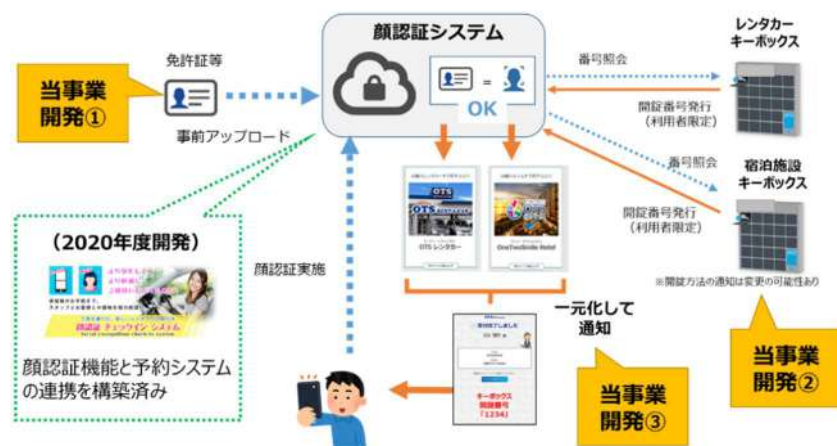 顔認証システム
OK
免許証等
事前アップロード
当事業
開発①
番号照会
開錠番号発行
(利用者限定)
レンタカー
キーボックス
番号照会
開錠番号発行
(利用者限定)
宿泊施設
キーボックス
※開錠方法の通知は変更の可能性あり
当事業
開発②
OTS
OTS レンタカー
OneTwoSmile Hotel
(2020年度開発)
顔認証 チェックイン システム
顔認証機能と予約システム
の連携を構築済み
顔認証実施
一元化して
通知
当事業
開発③
キーボックス
開錠番号
「1234」